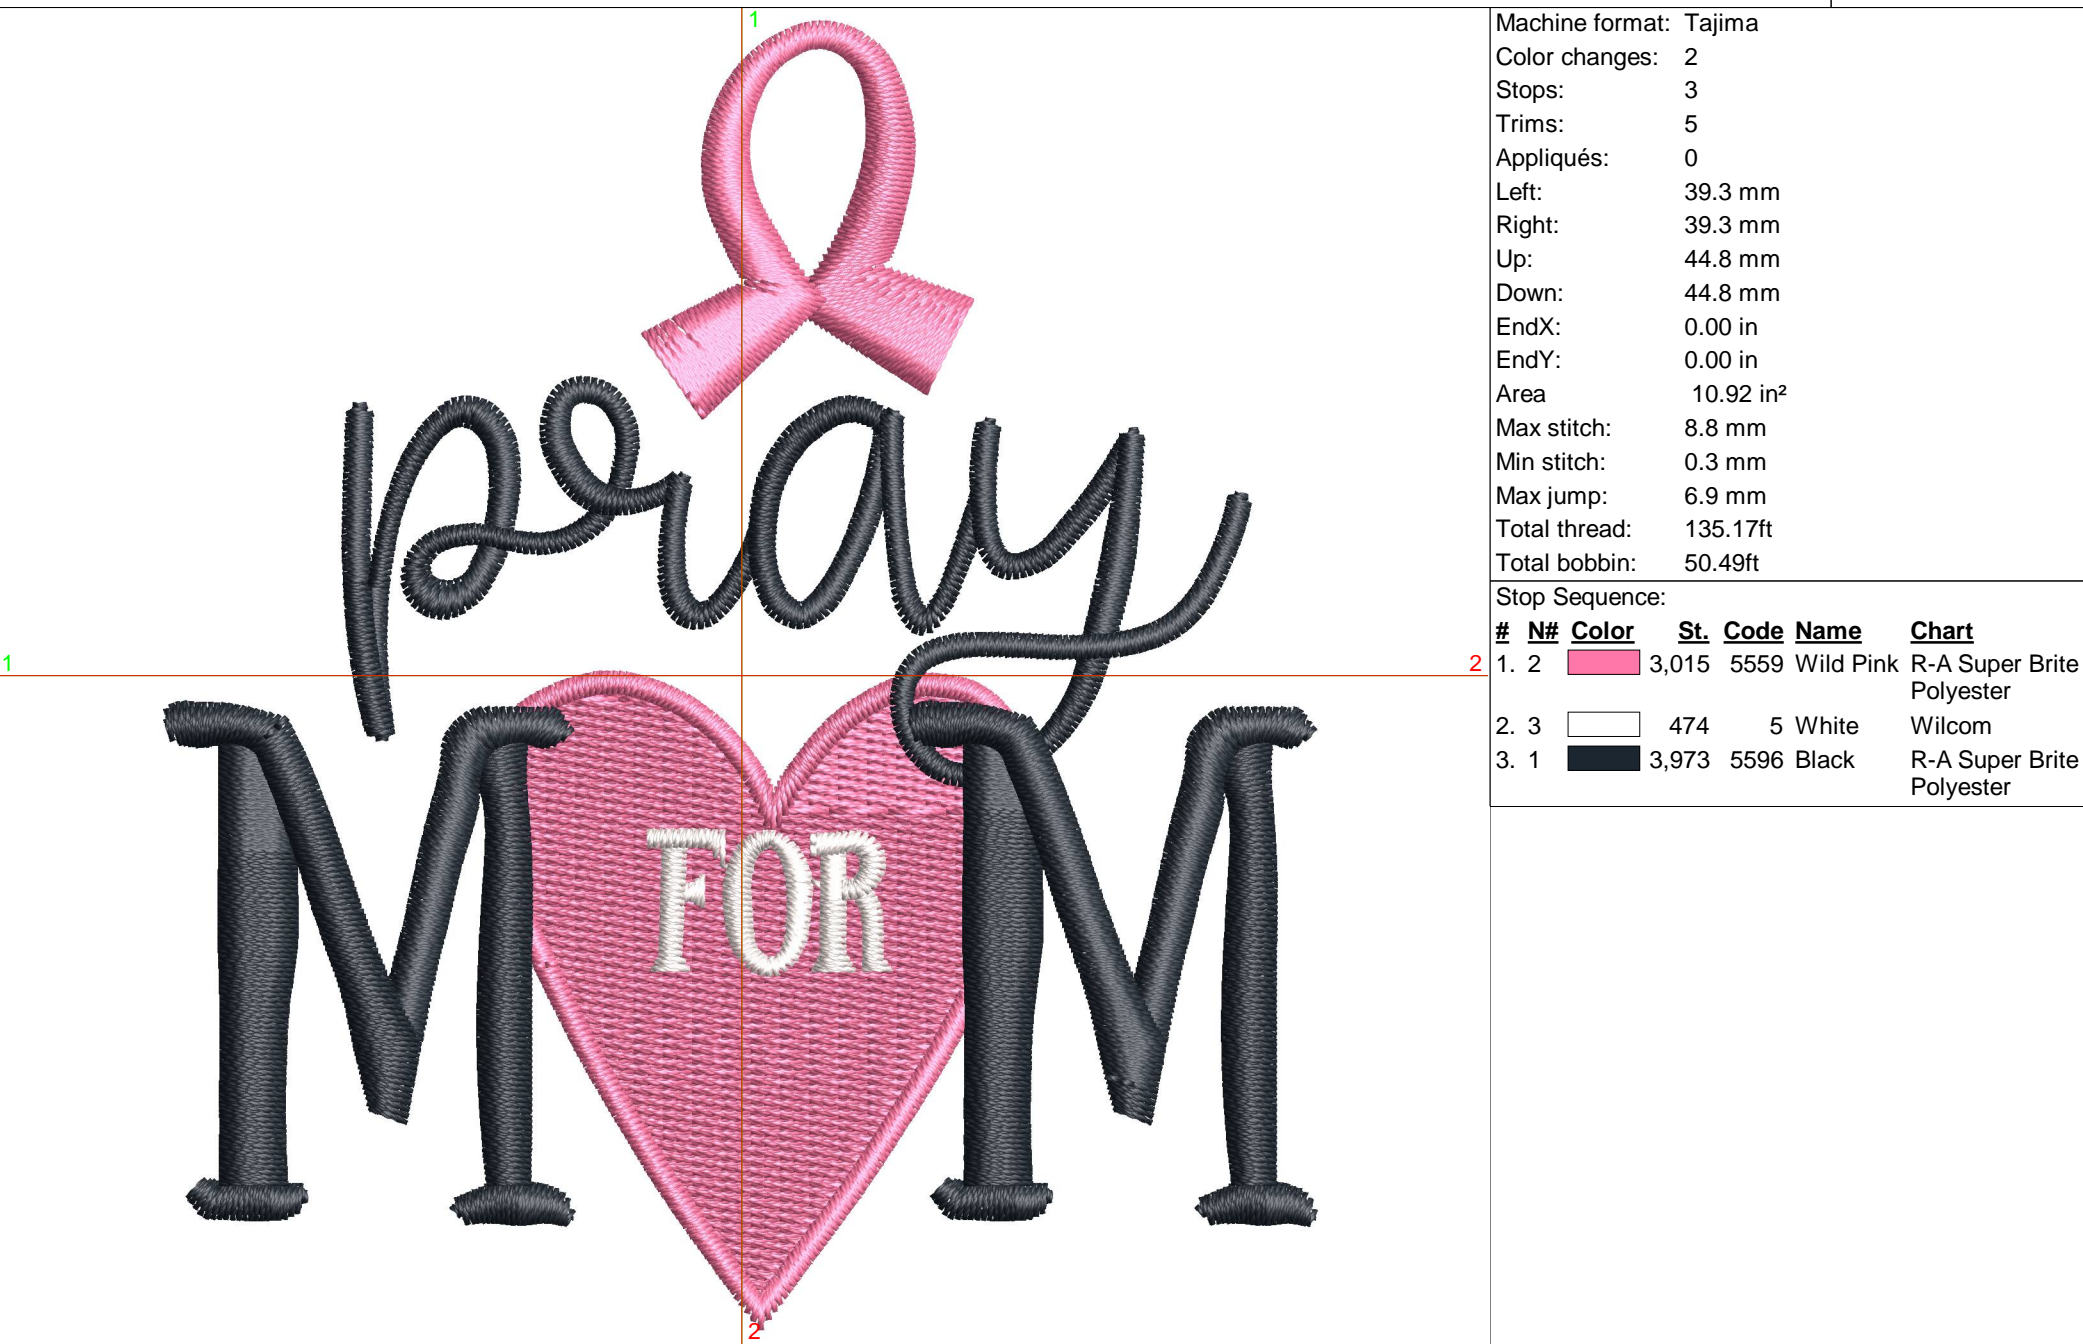 1
pray
1 2
M M
FOR
2
Machine format: Tajima
Color changes: 2
Stops: 3
Trims: 5
Appliqués: 0
Left: 39.3 mm
Right: 39.3 mm
Up: 44.8 mm
Down: 44.8 mm
EndX: 0.00 in
EndY: 0.00 in
Area 10.92 in²
Max stitch: 8.8 mm
Min stitch: 0.3 mm
Max jump: 6.9 mm
Total thread: 135.17ft
Total bobbin: 50.49ft
Stop Sequence:
# N# Color St. Code Name Chart
1. 2 3,015 5559 Wild Pink R-A Super Brite
Polyester
2. 3 474 5 White Wilcom
3. 1 3,973 5596 Black R-A Super Brite
Polyester